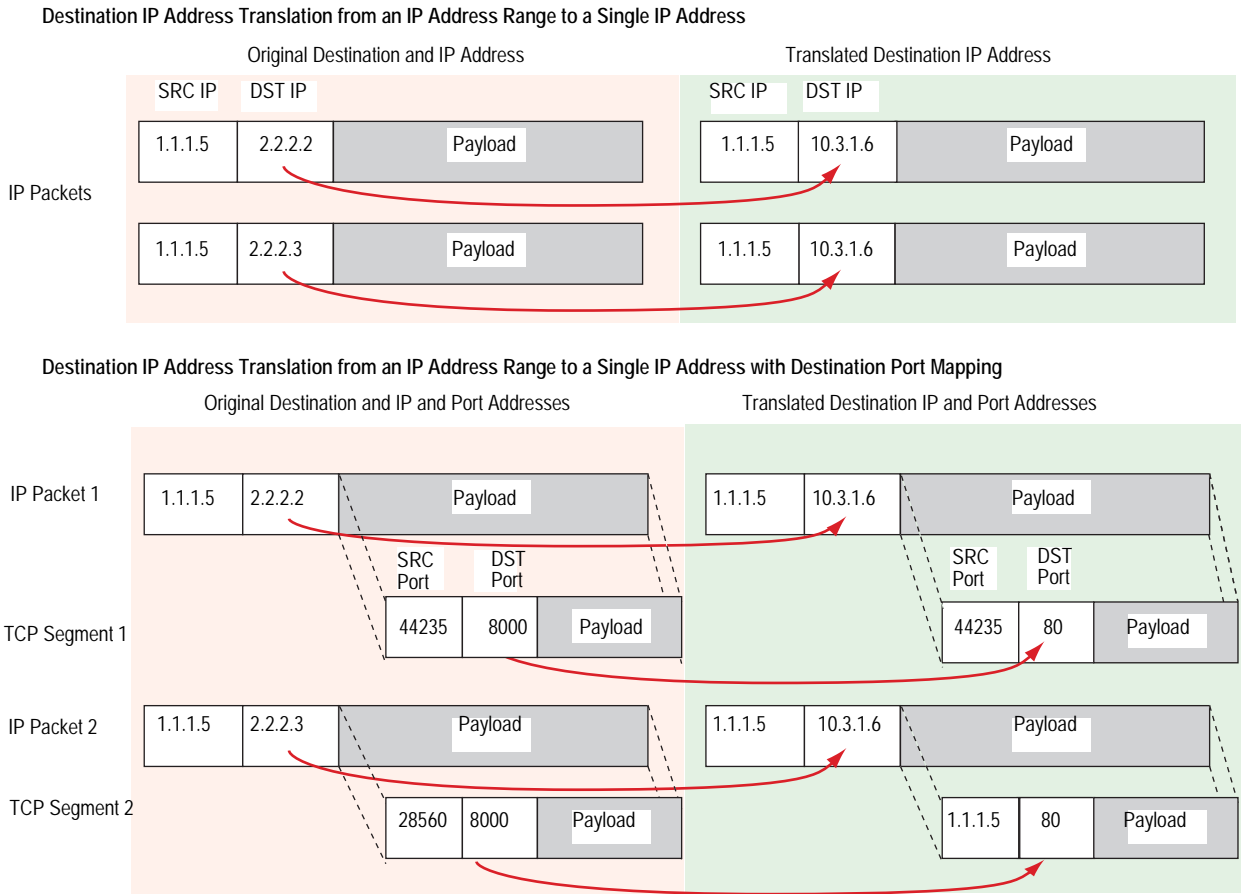 Destination IP Address Translation from an IP Address Range to a Single IP Address
Original Destination and IP Address
Translated Destination IP Address
SRC IP DST IP
SRC IP DST IP
IP Packets
1.1.1.5 2.2.2.2 Payload
1.1.1.5 10.3.1.6 Payload
1.1.1.5 2.2.2.3 Payload
1.1.1.5 10.3.1.6 Payload
Destination IP Address Translation from an IP Address Range to a Single IP Address with Destination Port Mapping
Original Destination and IP and Port Addresses
Translated Destination IP and Port Addresses
IP Packet 1
1.1.1.5 2.2.2.2 Payload
1.1.1.5 10.3.1.6 Payload
SRC Port
DST Port
SRC Port
DST Port
TCP Segment 1
44235 8000 Payload
44235 80 Payload
IP Packet 2
1.1.1.5 2.2.2.3 Payload
1.1.1.5 10.3.1.6 Payload
TCP Segment 2
28560 8000 Payload
1.1.1.5 80 Payload